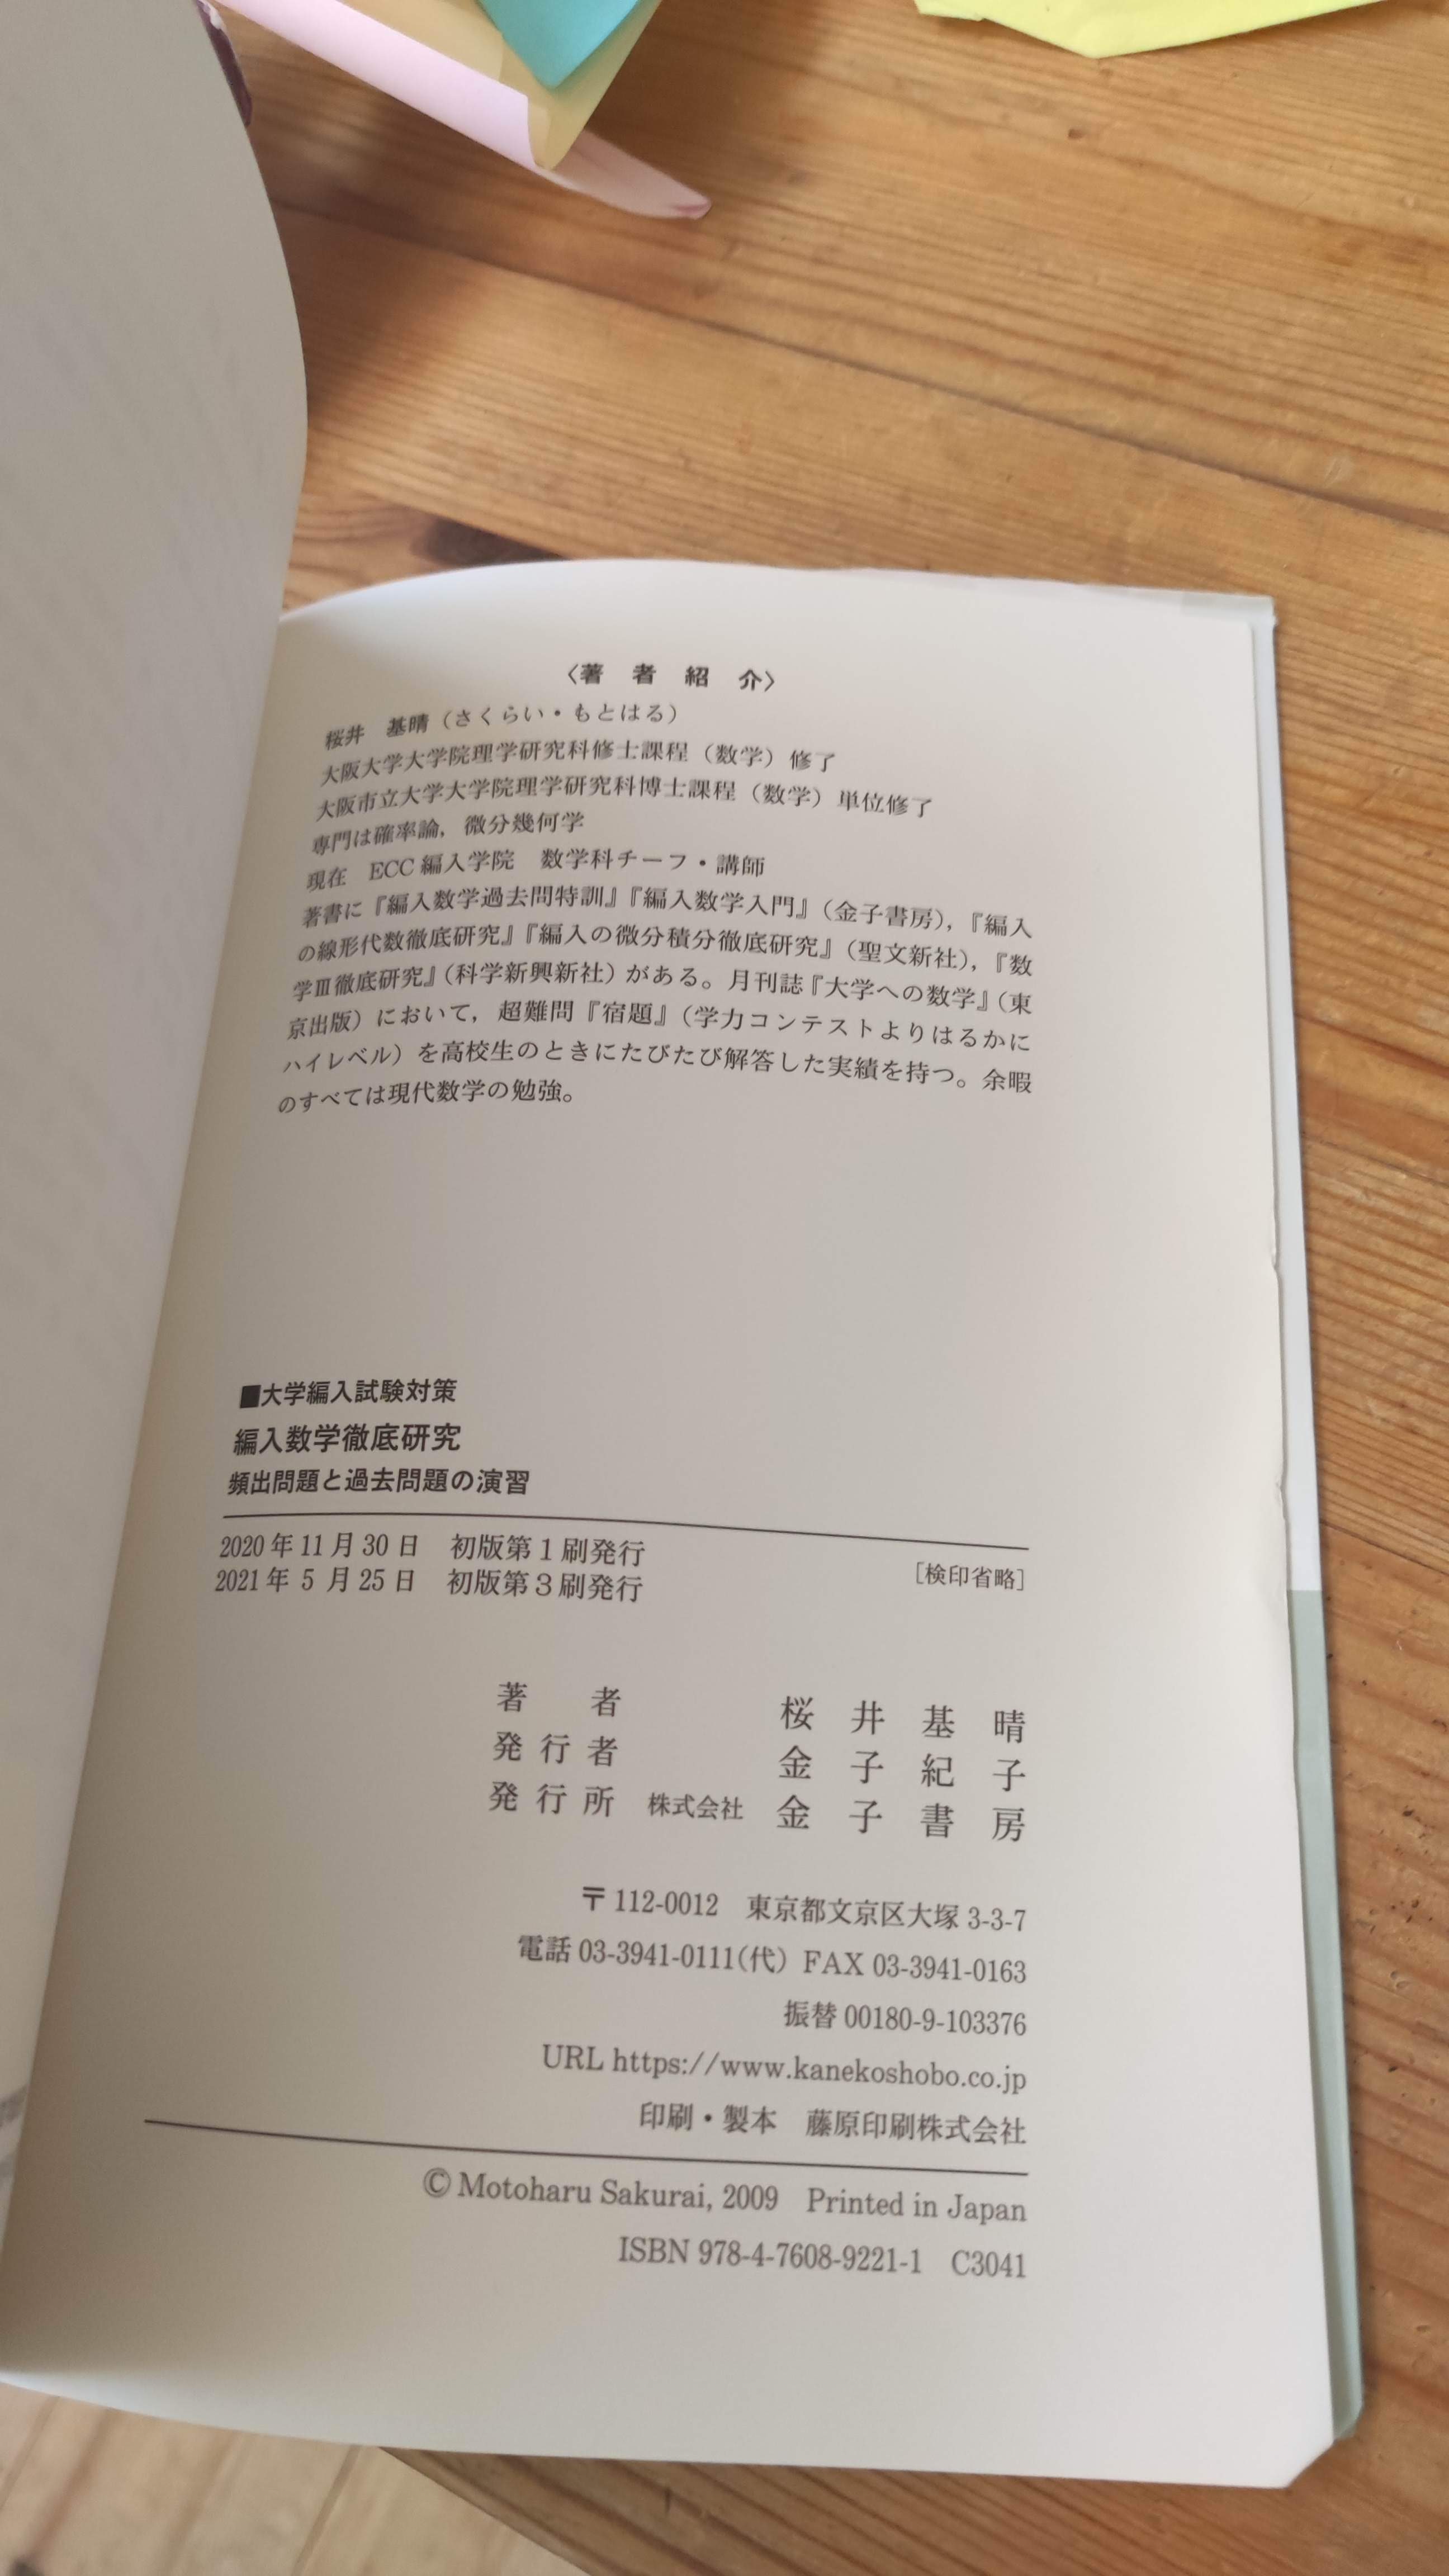 〈著者紹介〉
桜井 基晴（さくらい・もとはる）
大阪大学大学院理学研究科修士課程（数学）修了
大阪市立大学大学院理学研究科博士課程（数学）単位修了
専門は確率論，微分幾何学
現在 ECC編入学院 数学科チーフ・講師
著書に『編入数学過去問特訓』『編入数学入門』（金子書房），『編入
の線形代数徹底研究』『編入の微分積分徹底研究』（聖文新社），『数
学Ⅲ徹底研究』（科学新興新社）がある。月刊誌『大学への数学』（東
京出版）において，超難問『宿題』（学力コンテストよりはるかに
ハイレベル）を高校生のときにたびたび解答した実績を持つ。余暇
のすべては現代数学の勉強。
■大学編入試験対策
編入数学徹底研究
頻出問題と過去問題の演習
2020年11月30日 初版第1刷発行
2021年5月25日 初版第3刷発行 ［検印省略］
著者 桜井基晴
発行者 金子紀子
発行所 株式会社 金子書房
〒112-0012 東京都文京区大塚3-3-7
電話 03-3941-0111(代) FAX 03-3941-0163
振替 00180-9-103376
URL https://www.kanekoshobo.co.jp
印刷・製本 藤原印刷株式会社
© Motoharu Sakurai, 2009 Printed in Japan
ISBN 978-4-7608-9221-1 C3041